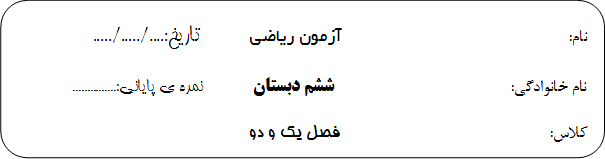 نام: آزمون ریاضی تاریخ:..../...../.....
نام خانوادگی: ششم دبستان نمره ی پایانی:...............
کلاس: فصل یک و دو